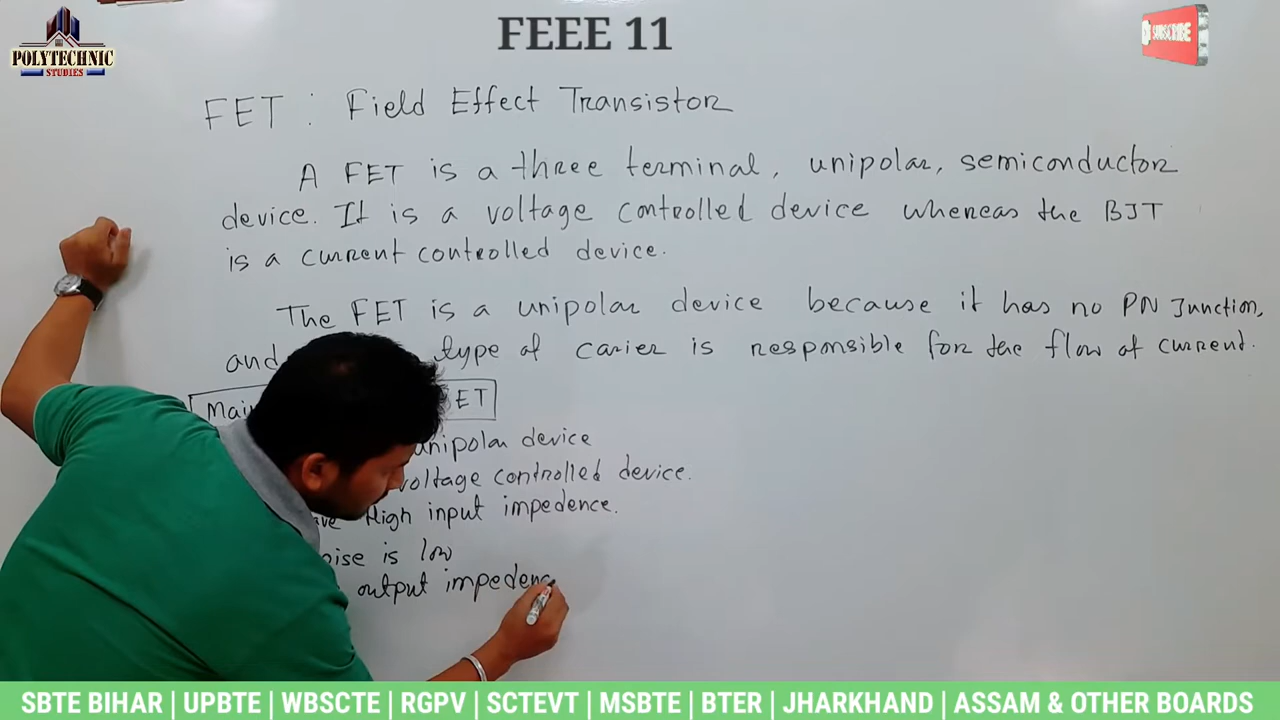 POLYTECHNIC
STUDIES
FEEE 11
SUBSCRIBE
FET : Field Effect Transistor
A FET is a three terminal, unipolar, semiconductor
device. It is a voltage controlled device whereas the BJT
is a current controlled device.
The FET is a unipolar device because it has no PN Junction,
and type of carier is responsible for the flow of current.
Main ET
unipolar device
voltage controlled device.
High input impedence.
is low
output impedenc
SBTE BIHAR | UPBTE | WBSCTE | RGPV | SCTEVT | MSBTE | BTER | JHARKHAND | ASSAM & OTHER BOARDS